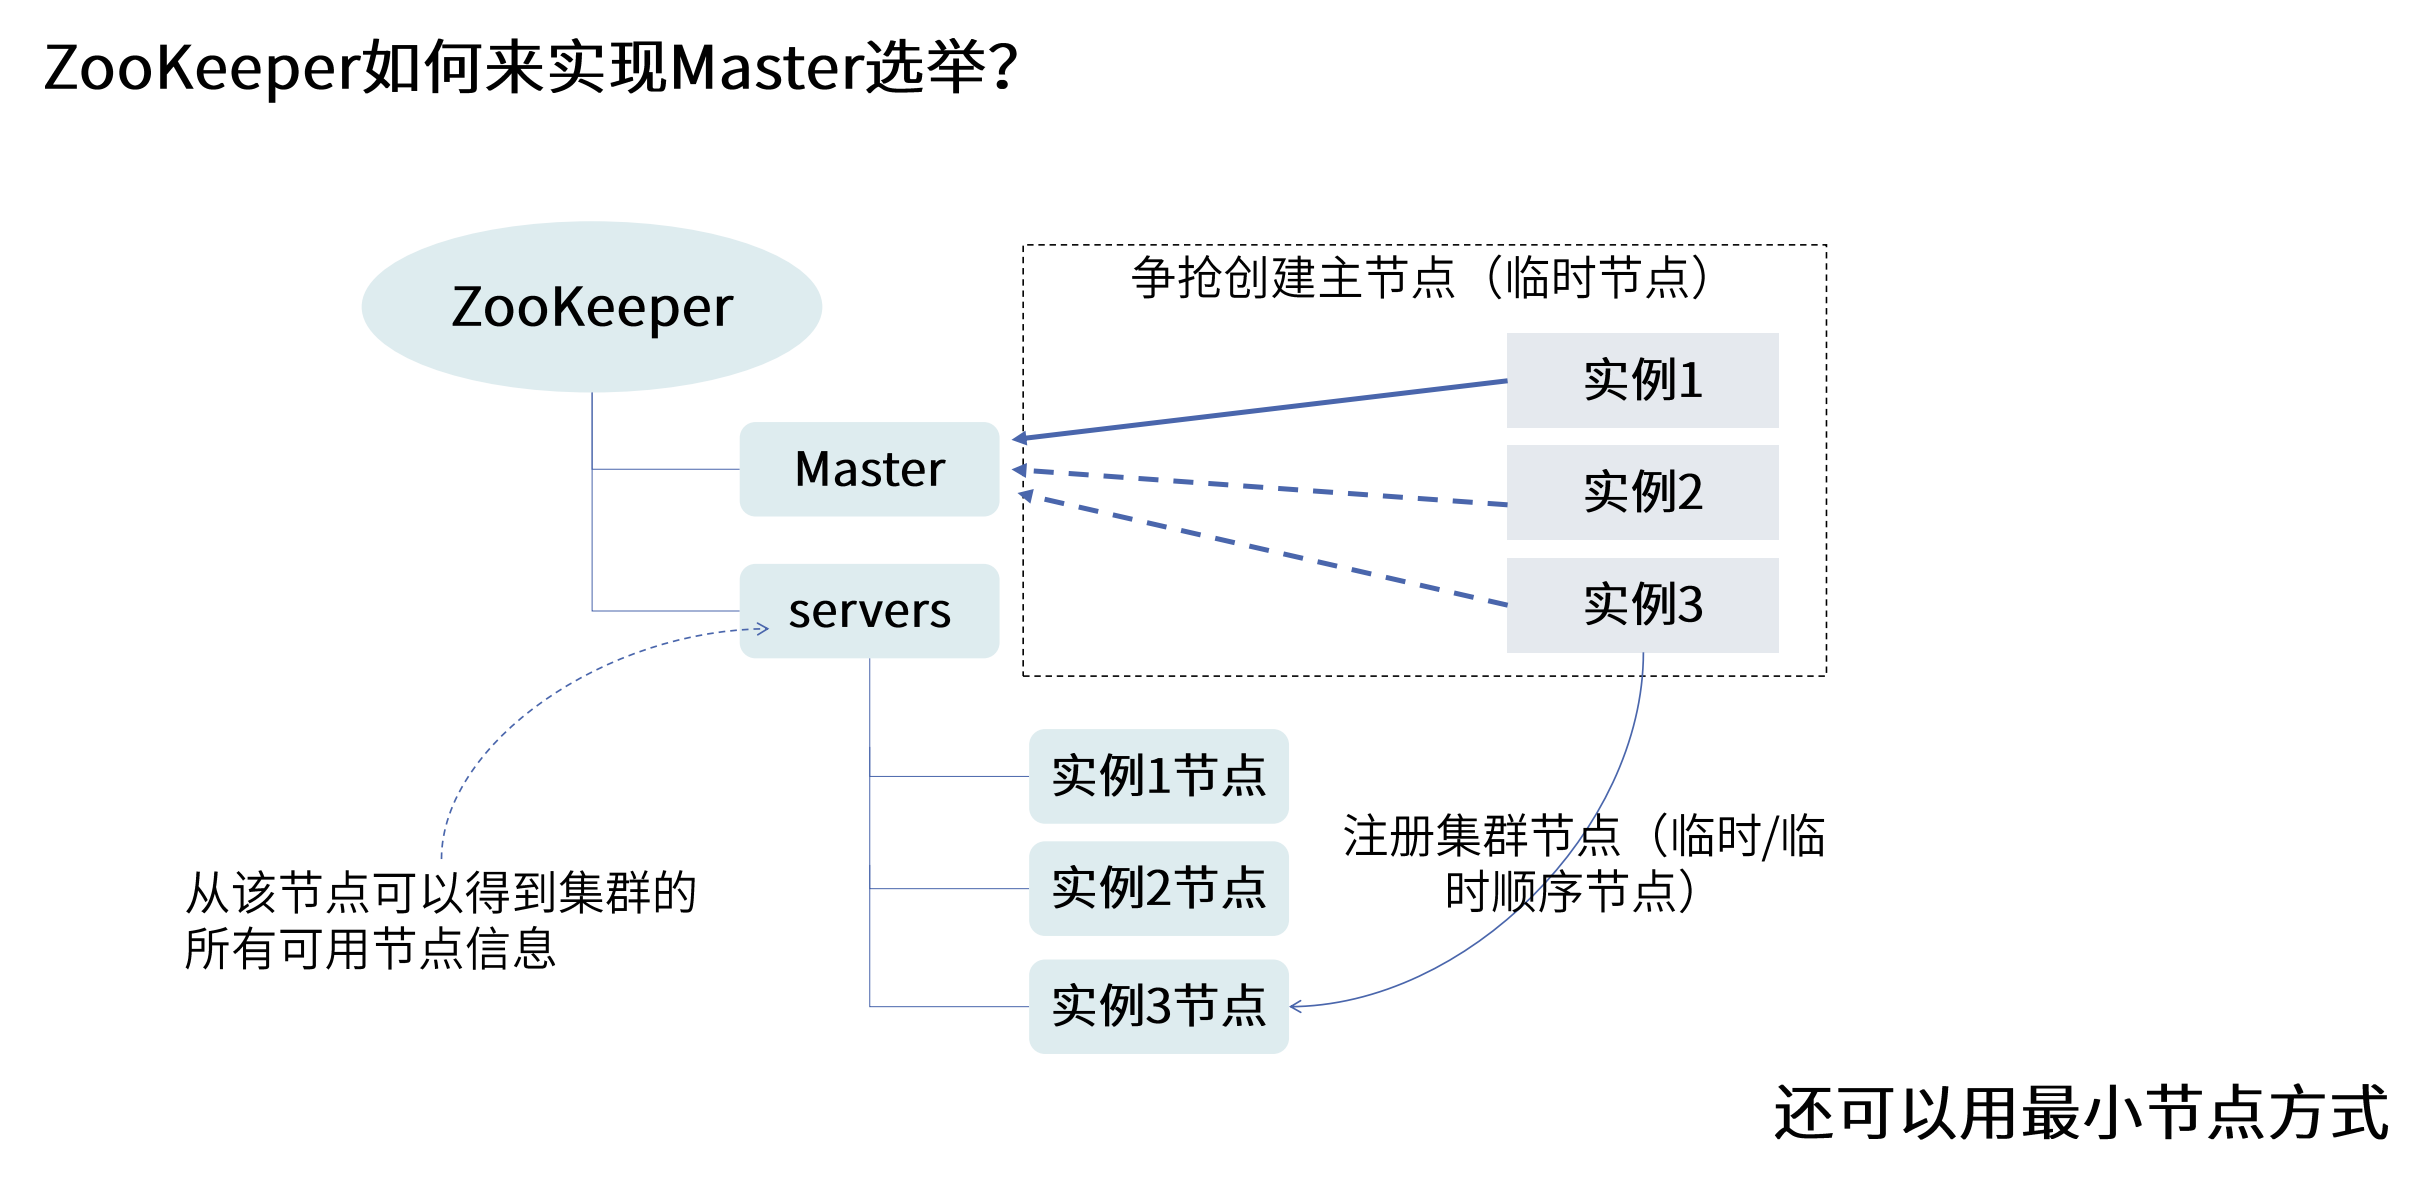 ZooKeeper如何来实现Master选举？
ZooKeeper
争抢创建主节点（临时节点）
实例1
Master
实例2
实例3
servers
实例1节点
注册集群节点（临时/临
时顺序节点）
从该节点可以得到集群的
所有可用节点信息
实例2节点
实例3节点
还可以用最小节点方式